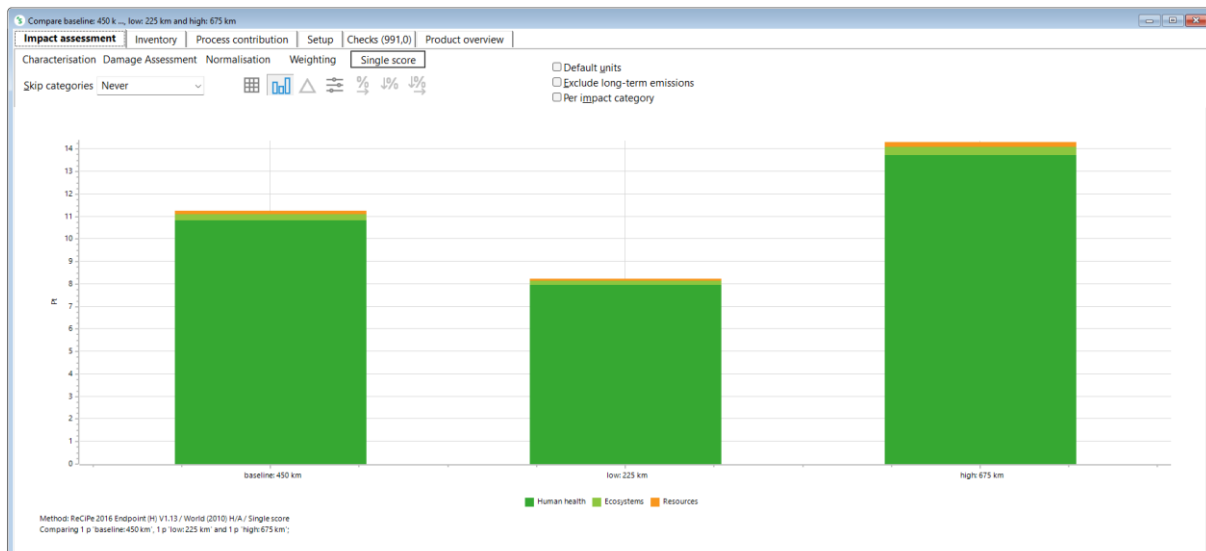 Compare baseline: 450 k ..., low: 225 km and high: 675 km
Impact assessment Inventory Process contribution Setup Checks (991,0) Product overview
Characterisation Damage Assessment Normalisation Weighting Single score
Skip categories Never
Default units
Exclude long-term emissions
Per impact category
14
13
12
11
10
9
8
7
6
5
4
3
2
1
0
Pt
baseline: 450 km low: 225 km high: 675 km
Human health Ecosystems Resources
Method: ReCiPe 2016 Endpoint (H) V1.13 / World (2010) H/A / Single score
Comparing 1 p 'baseline: 450 km', 1 p 'low: 225 km' and 1 p 'high: 675 km';